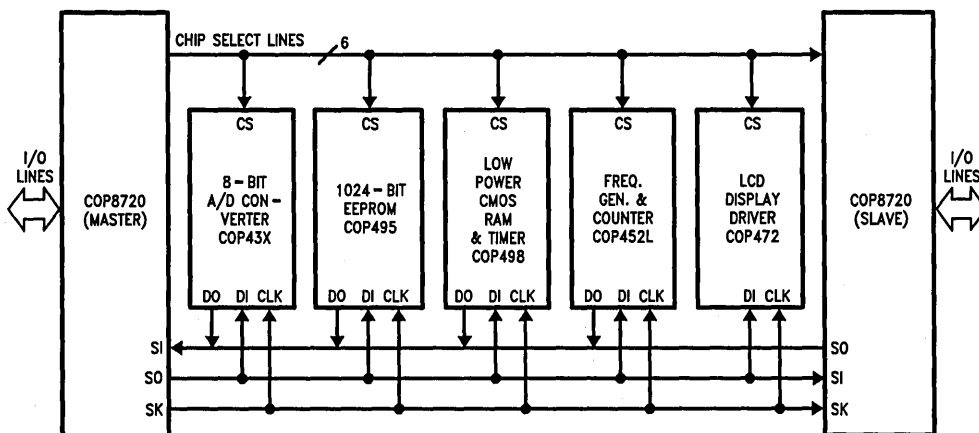 CHIP SELECT LINES 6
I/O
LINES
COP8720
(MASTER)
CS
8-BIT
A/D CON-
VERTER
COP43X
DO DI CLK
CS
1024-BIT
EEPROM
COP495
DO DI CLK
CS
LOW
POWER
CMOS
RAM
& TIMER
COP498
DO DI CLK
CS
FREQ.
GEN. &
COUNTER
COP452L
DO DI CLK
CS
LCD
DISPLAY
DRIVER
COP472
DI CLK
COP8720
(SLAVE)
I/O
LINES
SI SO
SO SI
SK SK